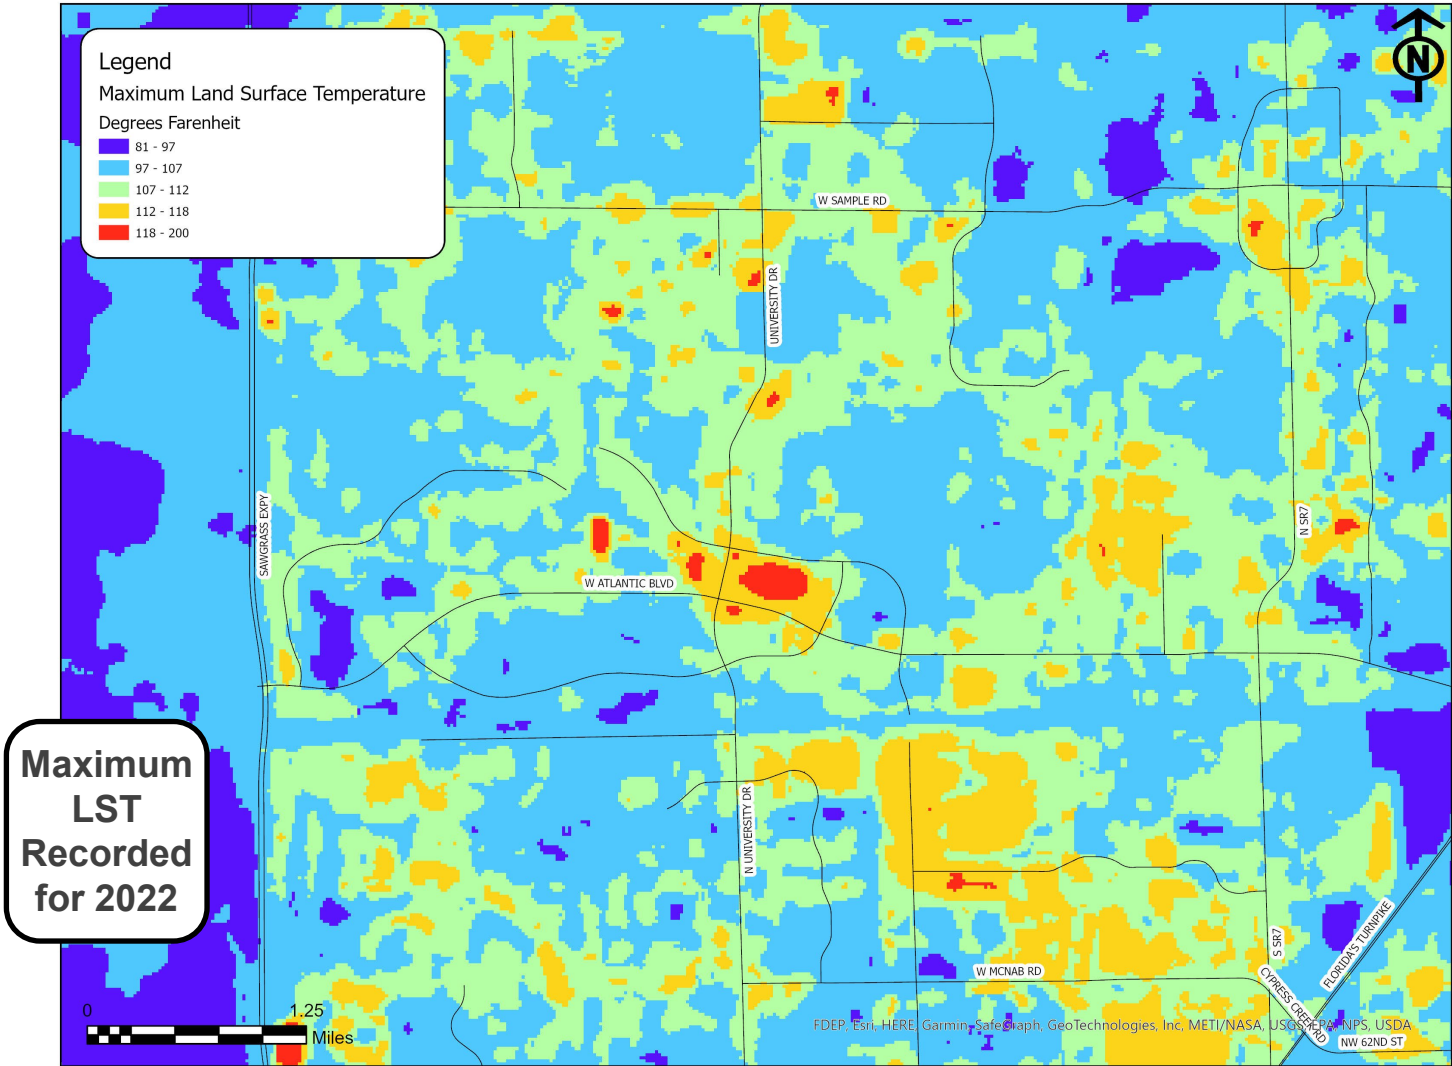 N
Legend
Maximum Land Surface Temperature
Degrees Farenheit
81 - 97
97 - 107
107 - 112
112 - 118
118 - 200
W SAMPLE RD
UNIVERSITY DR
SAWGRASS EXPY
N SR7
W ATLANTIC BLVD
Maximum
LST
Recorded
for 2022
N UNIVERSITY DR
S SR7
FLORIDA'S TURNPIKE
W MCNAB RD
CYPRESS CREEK RD
0 1.25
Miles
FDEP, Esri, HERE, Garmin, SafeGraph, GeoTechnologies, Inc, METI/NASA, USGS, EPA, NPS, USDA
NW 62ND ST